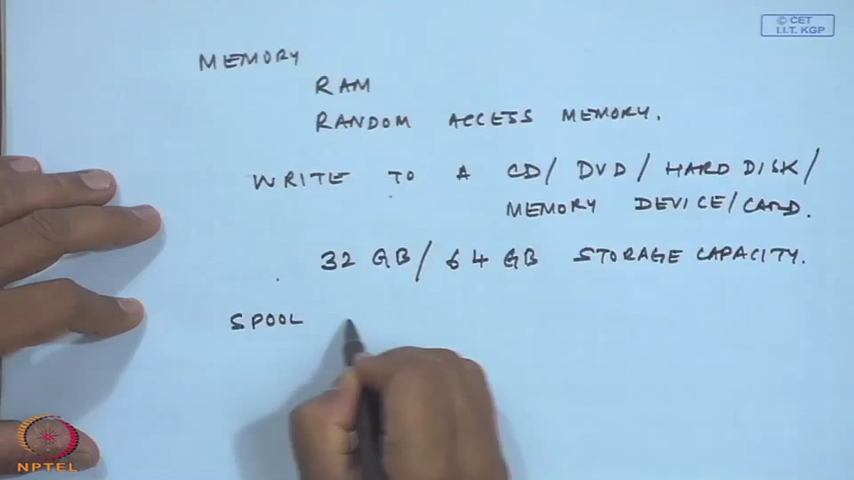 © CET
I.I.T. KGP
MEMORY
RAM
RANDOM ACCESS MEMORY.
WRITE TO A CD/ DVD/ HARD DISK/
MEMORY DEVICE/CARD.
32 GB/ 64 GB STORAGE CAPACITY.
SPOOL
NPTEL